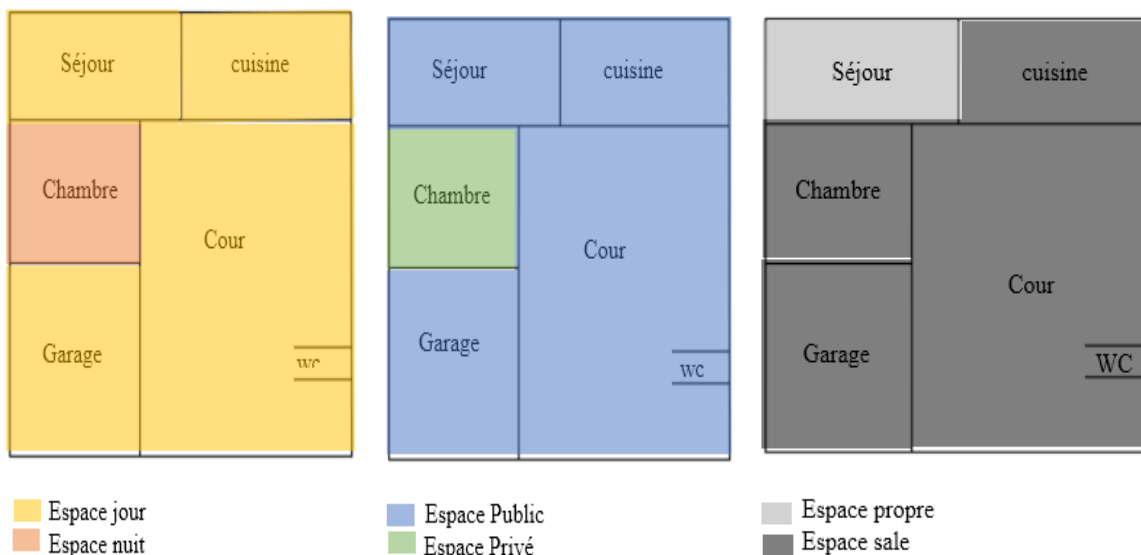 Séjour
cuisine
Chambre
Cour
Garage
WC
Espace jour
Espace nuit
Séjour
cuisine
Chambre
Cour
Garage
WC
Espace Public
Espace Privé
Séjour
cuisine
Chambre
Cour
Garage
WC
Espace propre
Espace sale